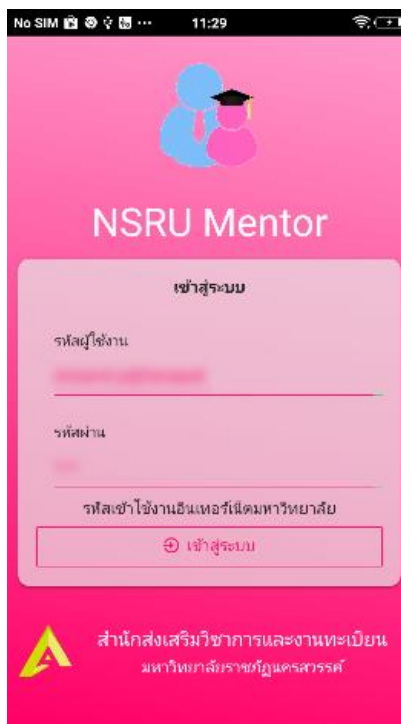 No SIM ... 11:29
NSRU Mentor
เข้าสู่ระบบ
รหัสผู้ใช้งาน
รหัสผ่าน
รหัสเข้าใช้งานอินเทอร์เน็ตมหาวิทยาลัย
เข้าสู่ระบบ
สำนักส่งเสริมวิชาการและงานทะเบียน
มหาวิทยาลัยราชภัฏนครสวรรค์